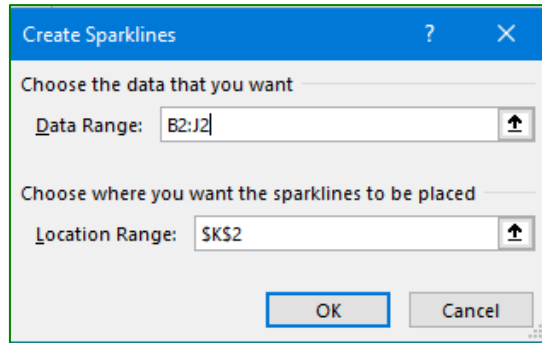 Create Sparklines ?
Choose the data that you want
Data Range: B2:J2
Choose where you want the sparklines to be placed
Location Range: $K$2
OK Cancel